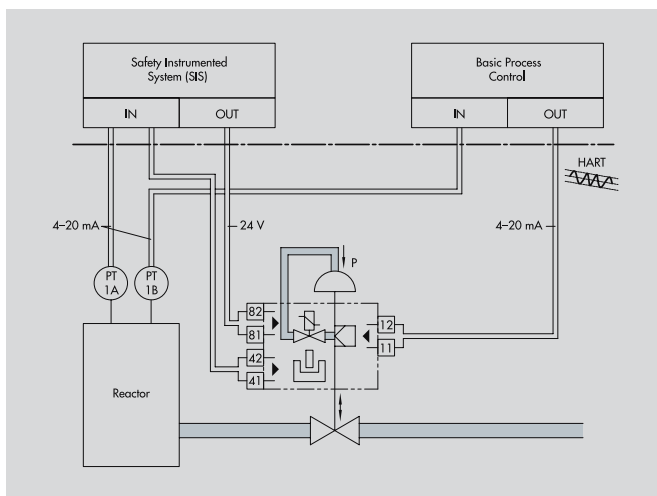 Safety Instrumented
System (SIS)
IN
OUT
Basic Process
Control
IN
OUT
HART
4–20 mA
24 V
4–20 mA
P
PT
1A
PT
1B
82
81
42
41
12
11
Reactor